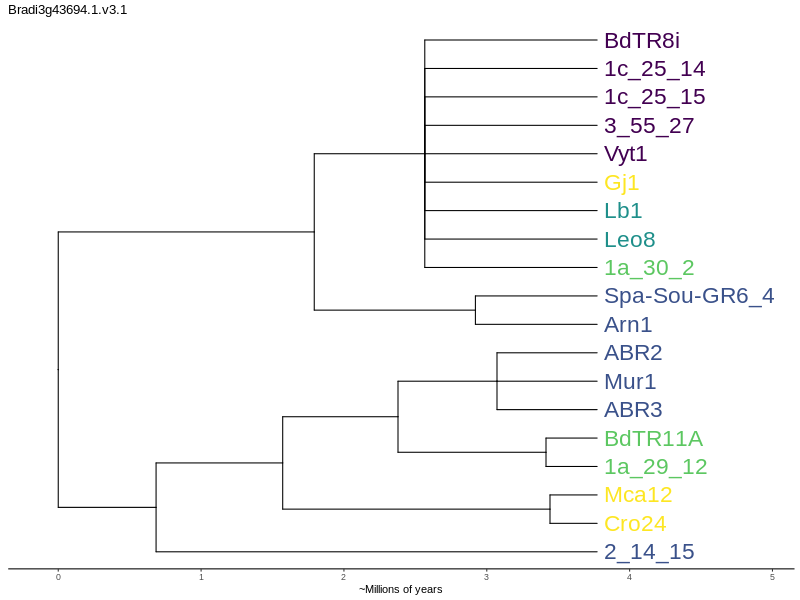 Bradi3g43694.1.v3.1
BdTR8i
1c_25_14
1c_25_15
3_55_27
Vyt1
Gj1
Lb1
Leo8
1a_30_2
Spa-Sou-GR6_4
Arn1
ABR2
Mur1
ABR3
BdTR11A
1a_29_12
Mca12
Cro24
2_14_15
0 1 2 3 4 5
~Millions of years